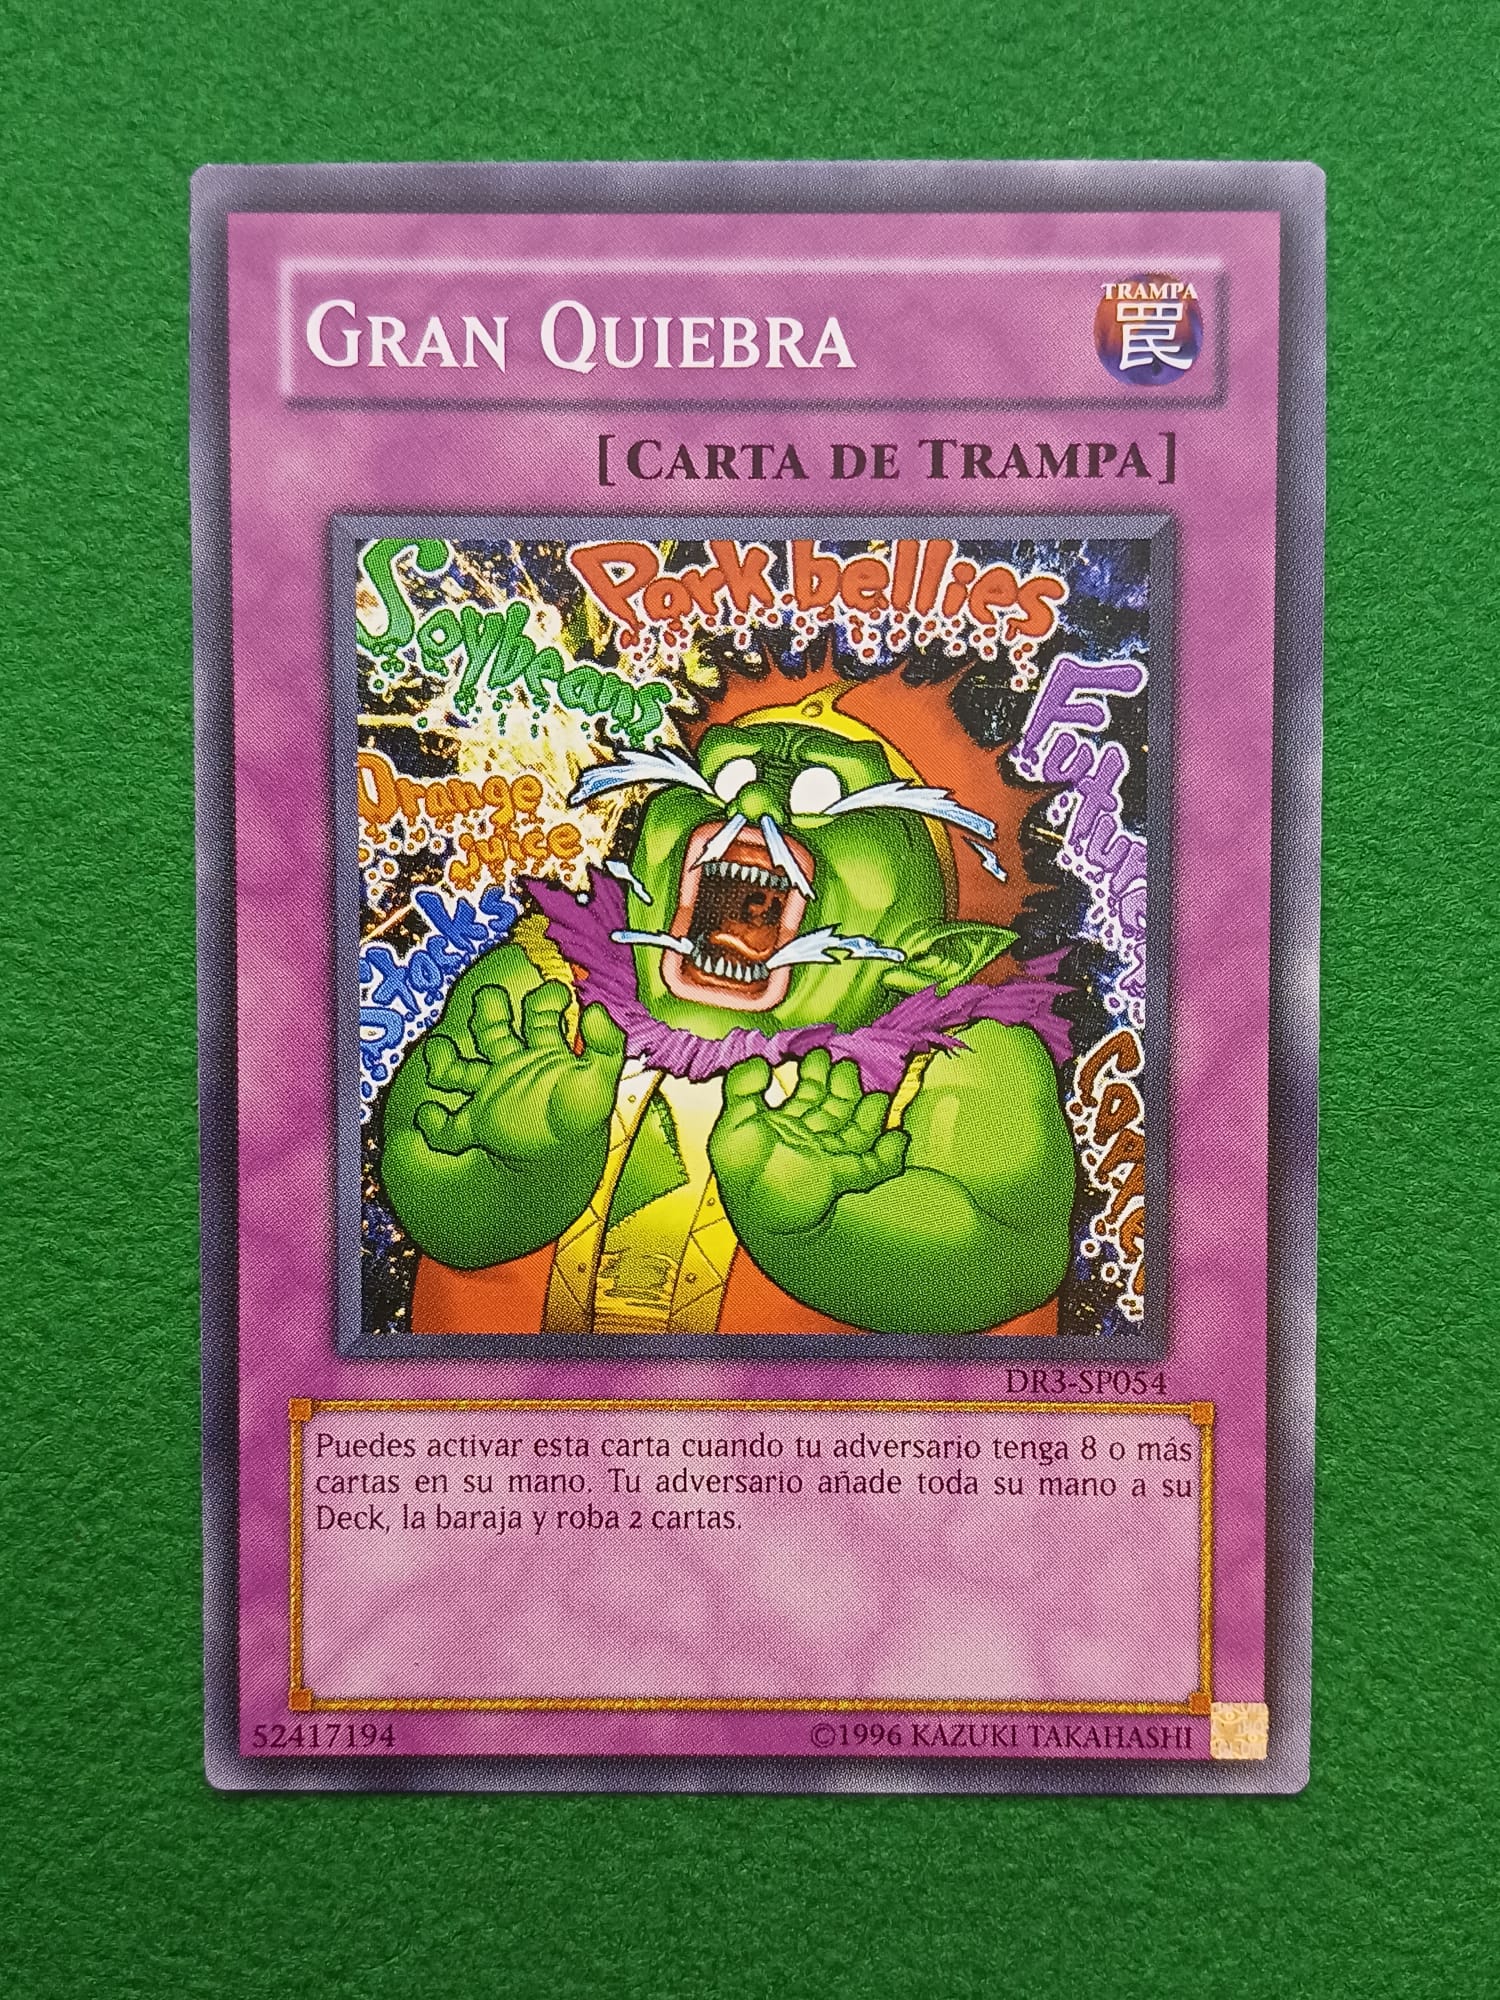 GRAN QUIEBRA
TRAMPA
罠
[CARTA DE TRAMPA]
Soybeans
Pork bellies
Orange
juice
Stocks
DR3-SP054
Puedes activar esta carta cuando tu adversario tenga 8 o más
cartas en su mano. Tu adversario añade toda su mano a su
Deck, la baraja y roba 2 cartas.
52417194
©1996 KAZUKI TAKAHASHI